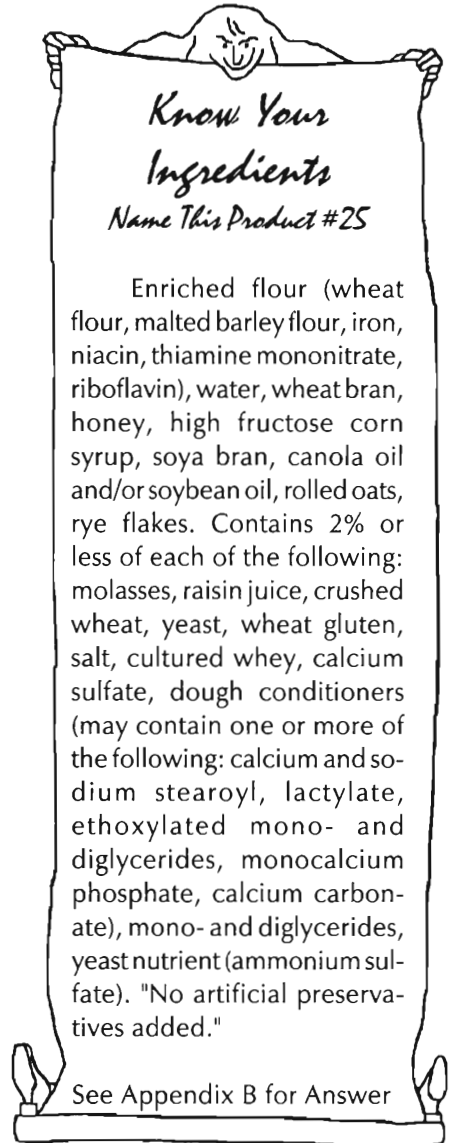 Know Your
Ingredients
Name This Product #25
Enriched flour (wheat
flour, malted barley flour, iron,
niacin, thiamine mononitrate,
riboflavin), water, wheat bran,
honey, high fructose corn
syrup, soya bran, canola oil
and/or soybean oil, rolled oats,
rye flakes. Contains 2% or
less of each of the following:
molasses, raisin juice, crushed
wheat, yeast, wheat gluten,
salt, cultured whey, calcium
sulfate, dough conditioners
(may contain one or more of
the following: calcium and so-
dium stearoyl, lactylate,
ethoxylated mono- and
diglycerides, monocalcium
phosphate, calcium carbon-
ate), mono- and diglycerides,
yeast nutrient (ammonium sul-
fate). "No artificial preserva-
tives added."
See Appendix B for Answer